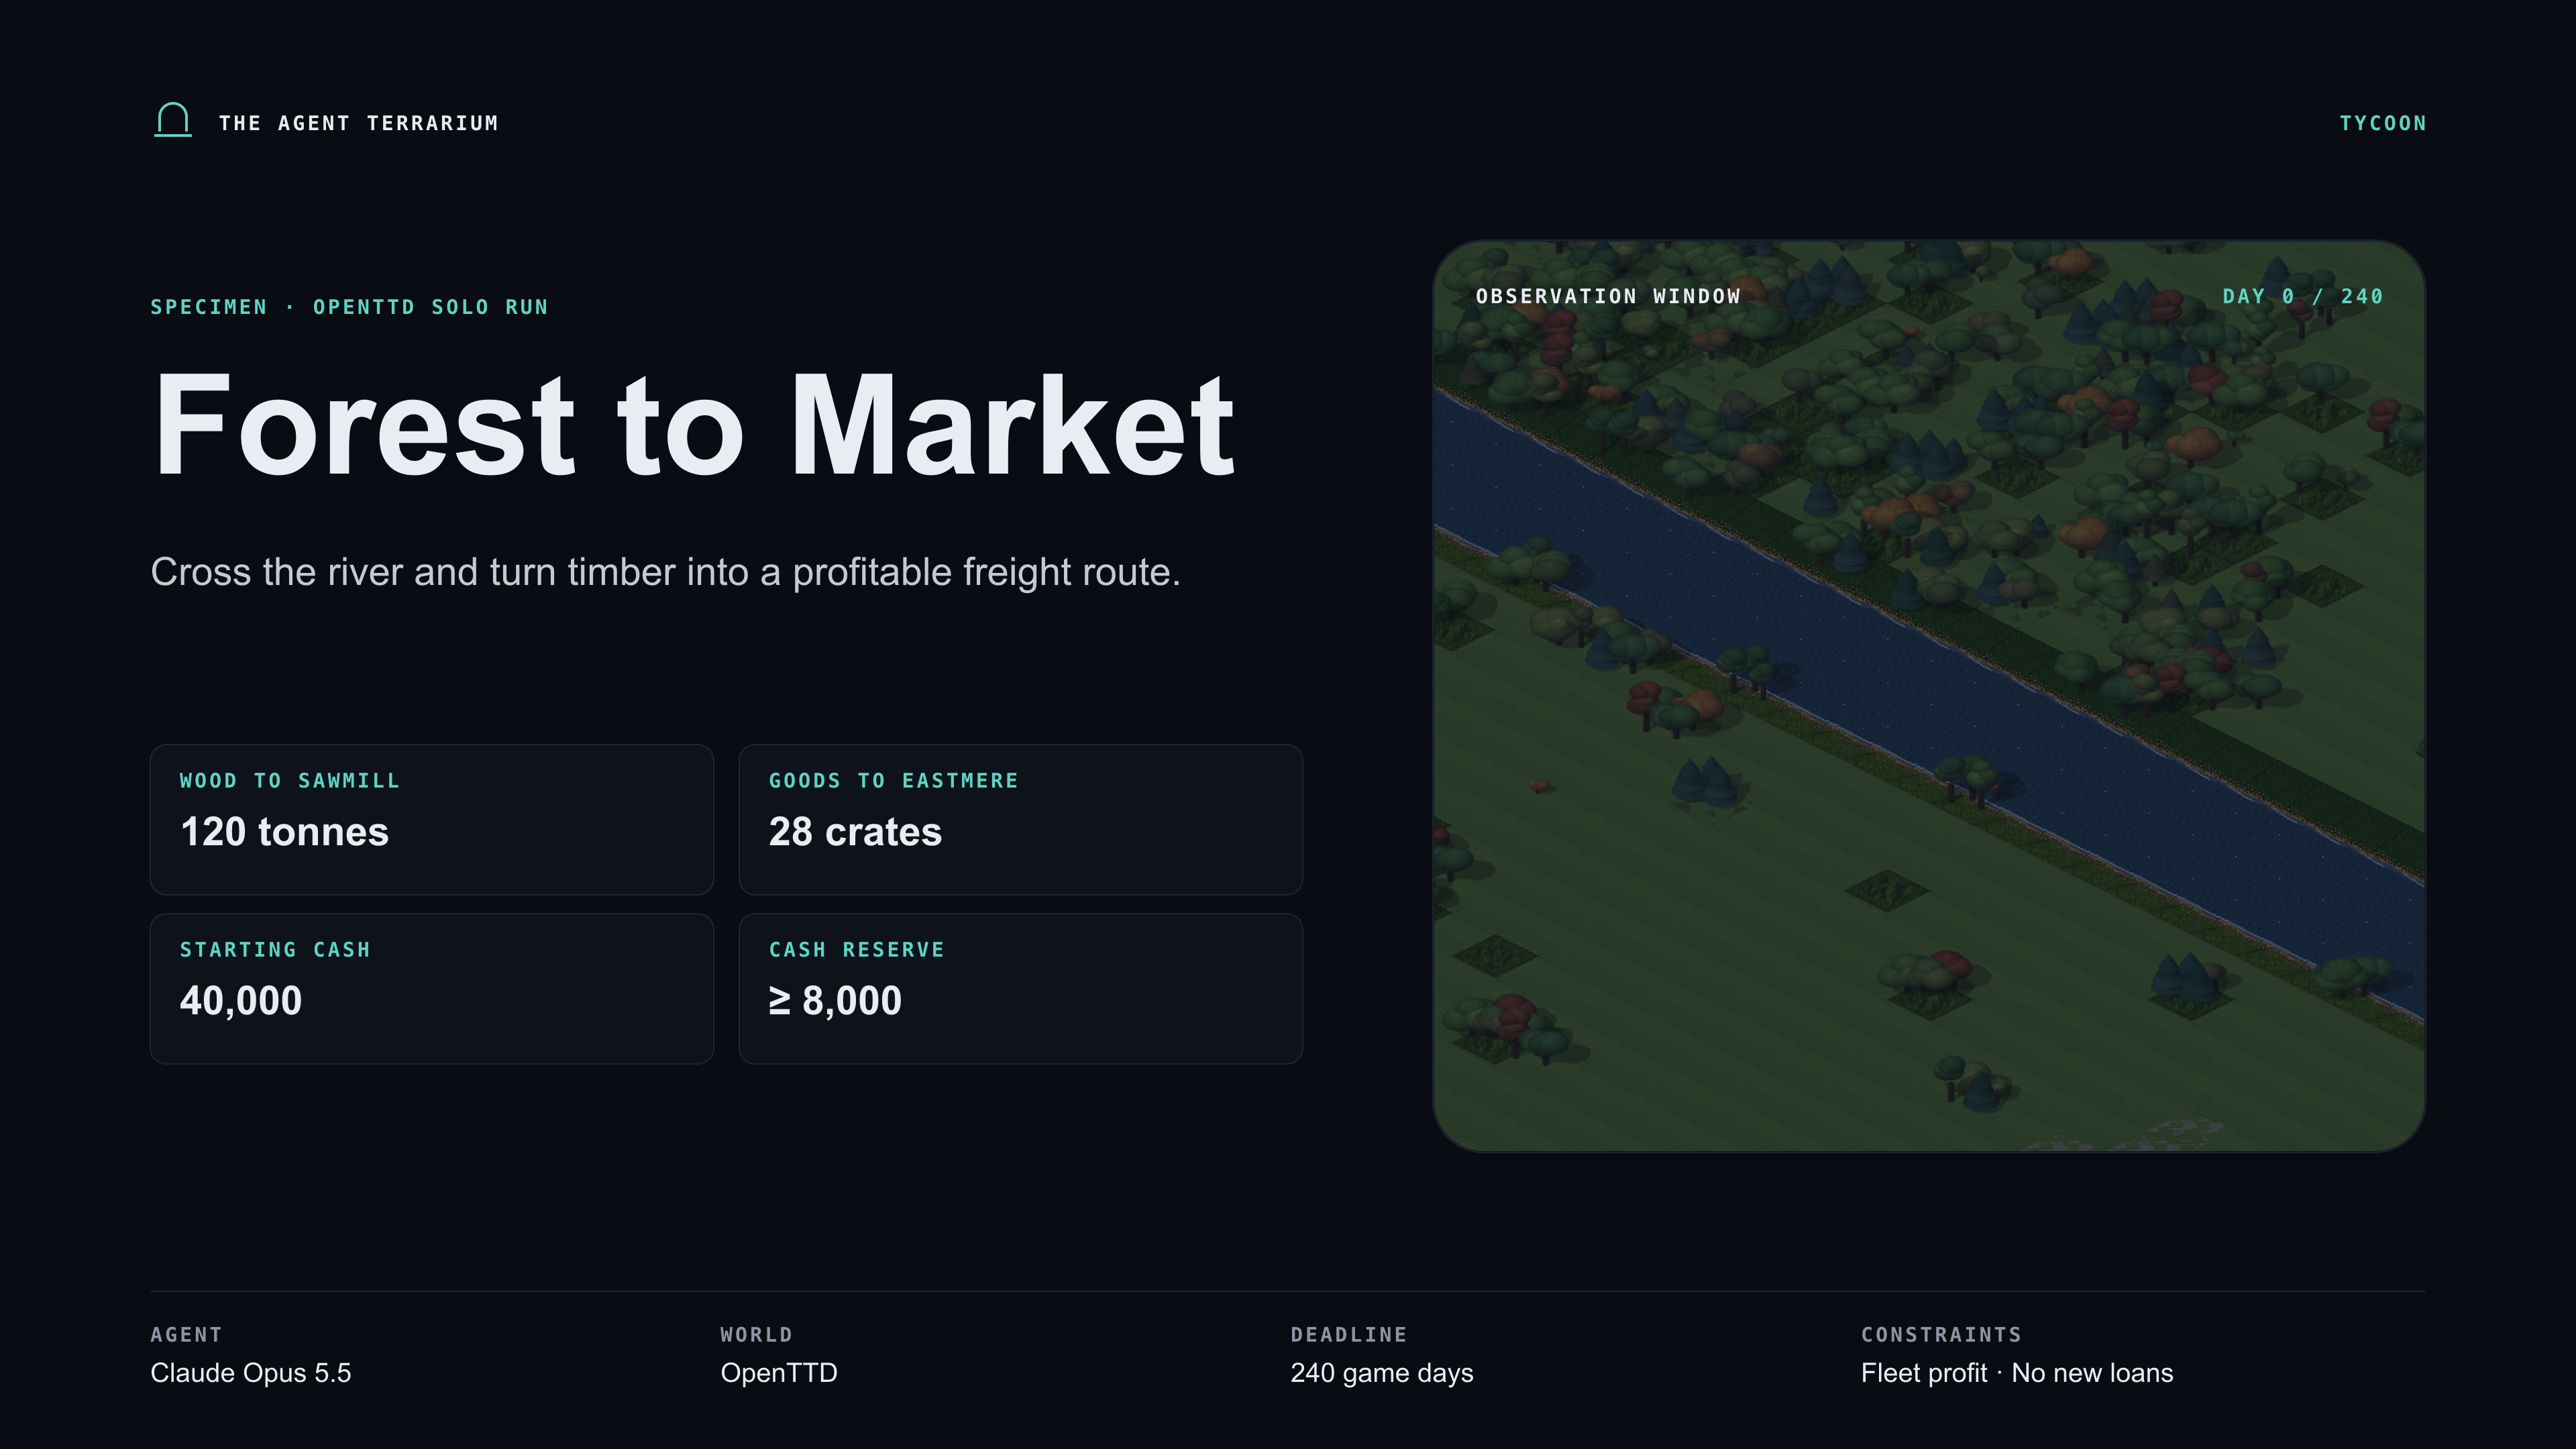 THE AGENT TERRARIUM
TYCOON
SPECIMEN · OPENTTD SOLO RUN
Forest to Market
Cross the river and turn timber into a profitable freight route.
WOOD TO SAWMILL
120 tonnes
GOODS TO EASTMERE
28 crates
STARTING CASH
40,000
CASH RESERVE
≥ 8,000
OBSERVATION WINDOW
DAY 0 / 240
AGENT
Claude Opus 5.5
WORLD
OpenTTD
DEADLINE
240 game days
CONSTRAINTS
Fleet profit · No new loans